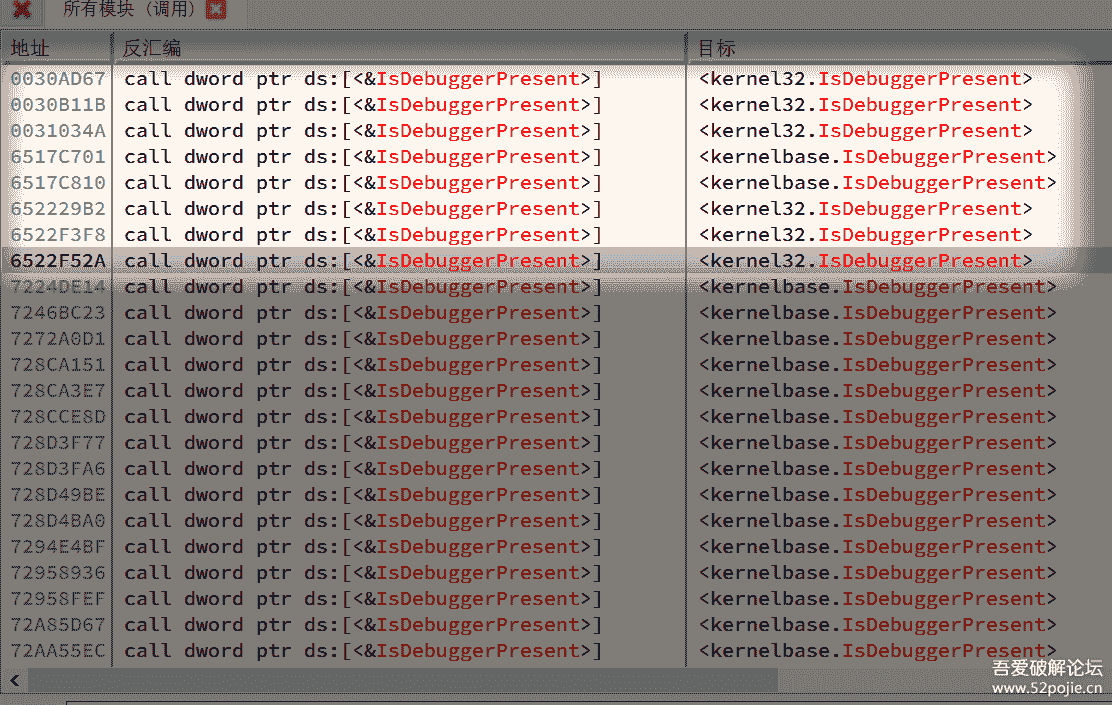 所有模块（调用）
地址 反汇编 目标
0030AD67 call dword ptr ds:[<&IsDebuggerPresent>] <kernel32.IsDebuggerPresent>
0030B11B call dword ptr ds:[<&IsDebuggerPresent>] <kernel32.IsDebuggerPresent>
0031034A call dword ptr ds:[<&IsDebuggerPresent>] <kernel32.IsDebuggerPresent>
6517C701 call dword ptr ds:[<&IsDebuggerPresent>] <kernelbase.IsDebuggerPresent>
6517C810 call dword ptr ds:[<&IsDebuggerPresent>] <kernelbase.IsDebuggerPresent>
652229B2 call dword ptr ds:[<&IsDebuggerPresent>] <kernel32.IsDebuggerPresent>
6522F3F8 call dword ptr ds:[<&IsDebuggerPresent>] <kernel32.IsDebuggerPresent>
6522F52A call dword ptr ds:[<&IsDebuggerPresent>] <kernel32.IsDebuggerPresent>
7224DE14 call dword ptr ds:[<&IsDebuggerPresent>] <kernelbase.IsDebuggerPresent>
7246BC23 call dword ptr ds:[<&IsDebuggerPresent>] <kernelbase.IsDebuggerPresent>
7272A0D1 call dword ptr ds:[<&IsDebuggerPresent>] <kernelbase.IsDebuggerPresent>
728CA151 call dword ptr ds:[<&IsDebuggerPresent>] <kernelbase.IsDebuggerPresent>
728CA3E7 call dword ptr ds:[<&IsDebuggerPresent>] <kernelbase.IsDebuggerPresent>
728CCE8D call dword ptr ds:[<&IsDebuggerPresent>] <kernelbase.IsDebuggerPresent>
728D3F77 call dword ptr ds:[<&IsDebuggerPresent>] <kernelbase.IsDebuggerPresent>
728D3FA6 call dword ptr ds:[<&IsDebuggerPresent>] <kernelbase.IsDebuggerPresent>
728D49BE call dword ptr ds:[<&IsDebuggerPresent>] <kernelbase.IsDebuggerPresent>
728D4BA0 call dword ptr ds:[<&IsDebuggerPresent>] <kernelbase.IsDebuggerPresent>
7294E4BF call dword ptr ds:[<&IsDebuggerPresent>] <kernelbase.IsDebuggerPresent>
72958936 call dword ptr ds:[<&IsDebuggerPresent>] <kernelbase.IsDebuggerPresent>
72958FEF call dword ptr ds:[<&IsDebuggerPresent>] <kernelbase.IsDebuggerPresent>
72A85D67 call dword ptr ds:[<&IsDebuggerPresent>] <kernelbase.IsDebuggerPresent>
72AA55EC call dword ptr ds:[<&IsDebuggerPresent>] <kernelbase.IsDebuggerPresent>
吾爱破解论坛
www.52pojie.cn